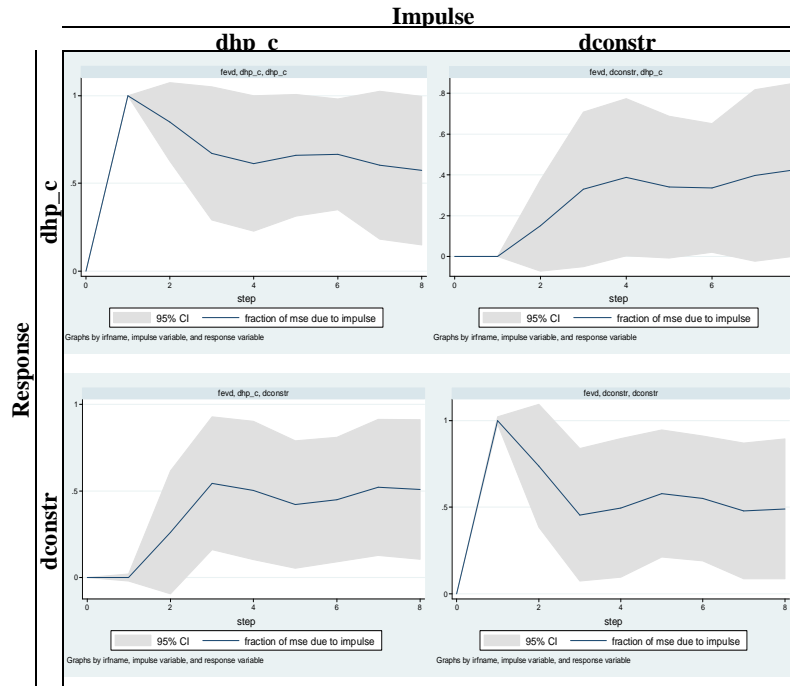 Impulse
dhp_c
dconstr
Response
dhp_c
fevd, dhp_c, dhp_c
1
.5
0
0
2
4
6
8
step
95% CI
fraction of mse due to impulse
Graphs by irfname, impulse variable, and response variable
fevd, dconstr, dhp_c
.8
.6
.4
.2
0
0
2
4
6
step
95% CI
fraction of mse due to impulse
Graphs by irfname, impulse variable, and response variable
dconstr
fevd, dhp_c, dconstr
1
.5
0
0
2
4
6
8
step
95% CI
fraction of mse due to impulse
Graphs by irfname, impulse variable, and response variable
fevd, dconstr, dconstr
1
.5
0
0
2
4
6
8
step
95% CI
fraction of mse due to impulse
Graphs by irfname, impulse variable, and response variable